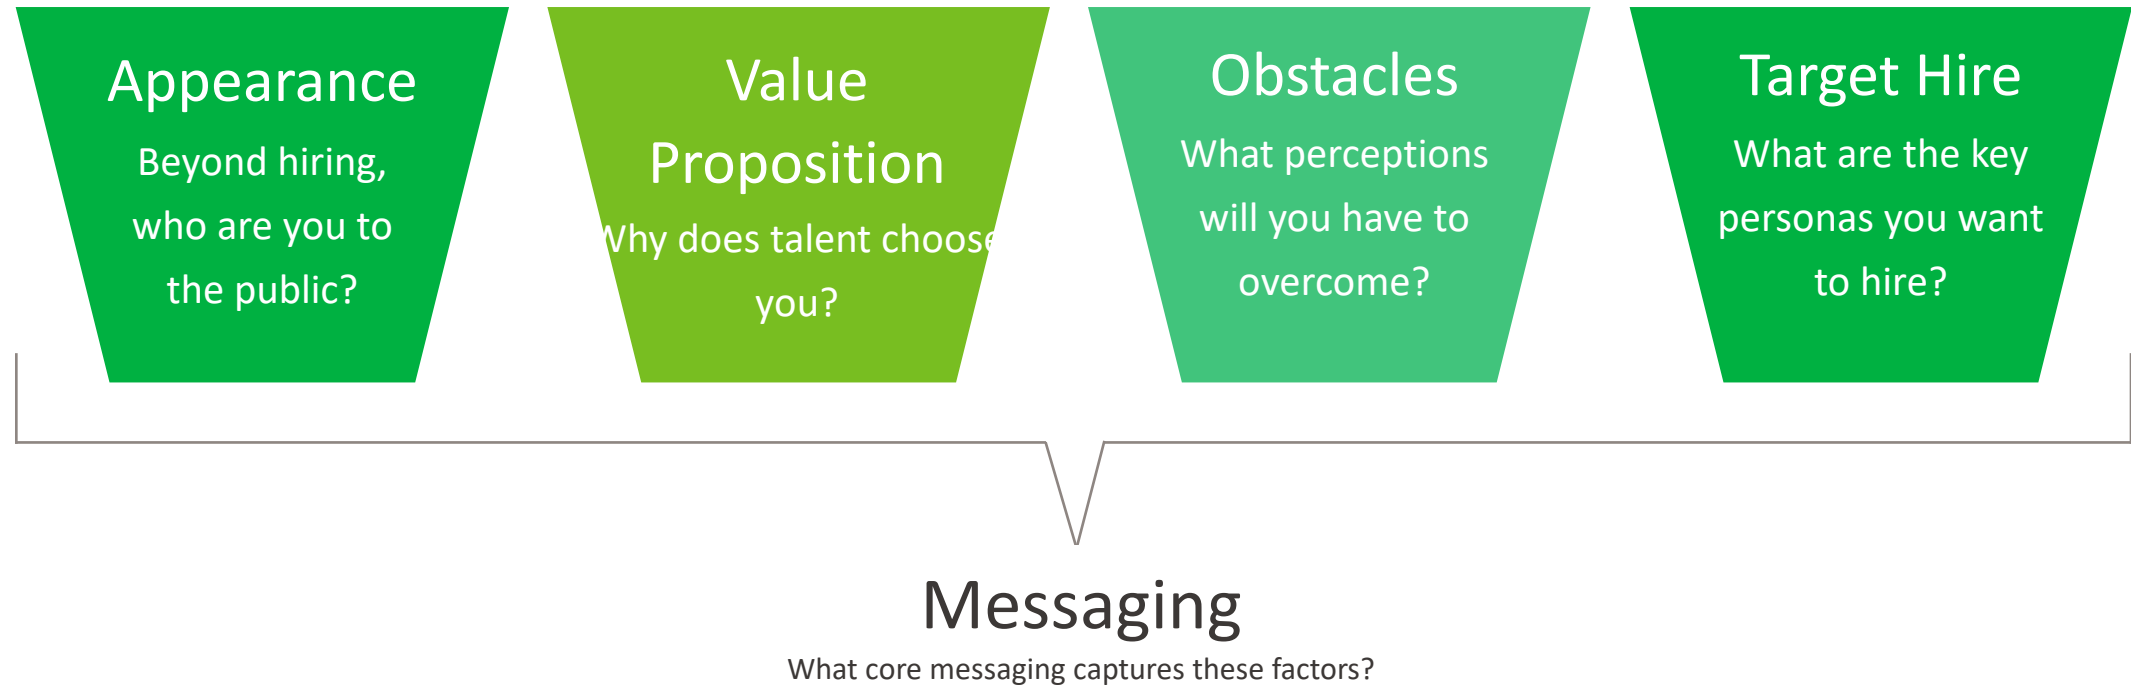 Appearance
Beyond hiring,
who are you to
the public?
Value
Proposition
Why does talent choose
you?
Obstacles
What perceptions
will you have to
overcome?
Target Hire
What are the key
personas you want
to hire?
Messaging
What core messaging captures these factors?